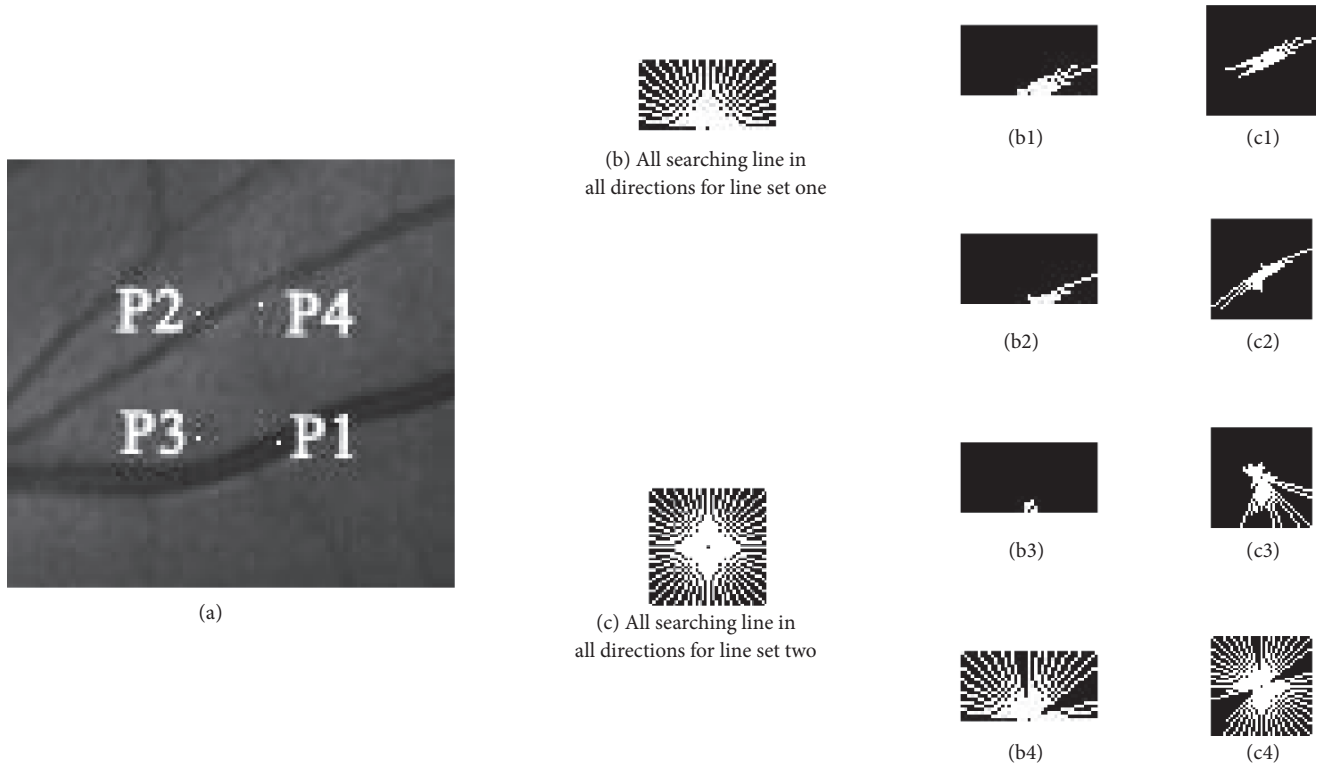 P2
P4
P3
P1
(a)
(b) All searching line in
all directions for line set one
(c) All searching line in
all directions for line set two
(b1)
(c1)
(b2)
(c2)
(b3)
(c3)
(b4)
(c4)